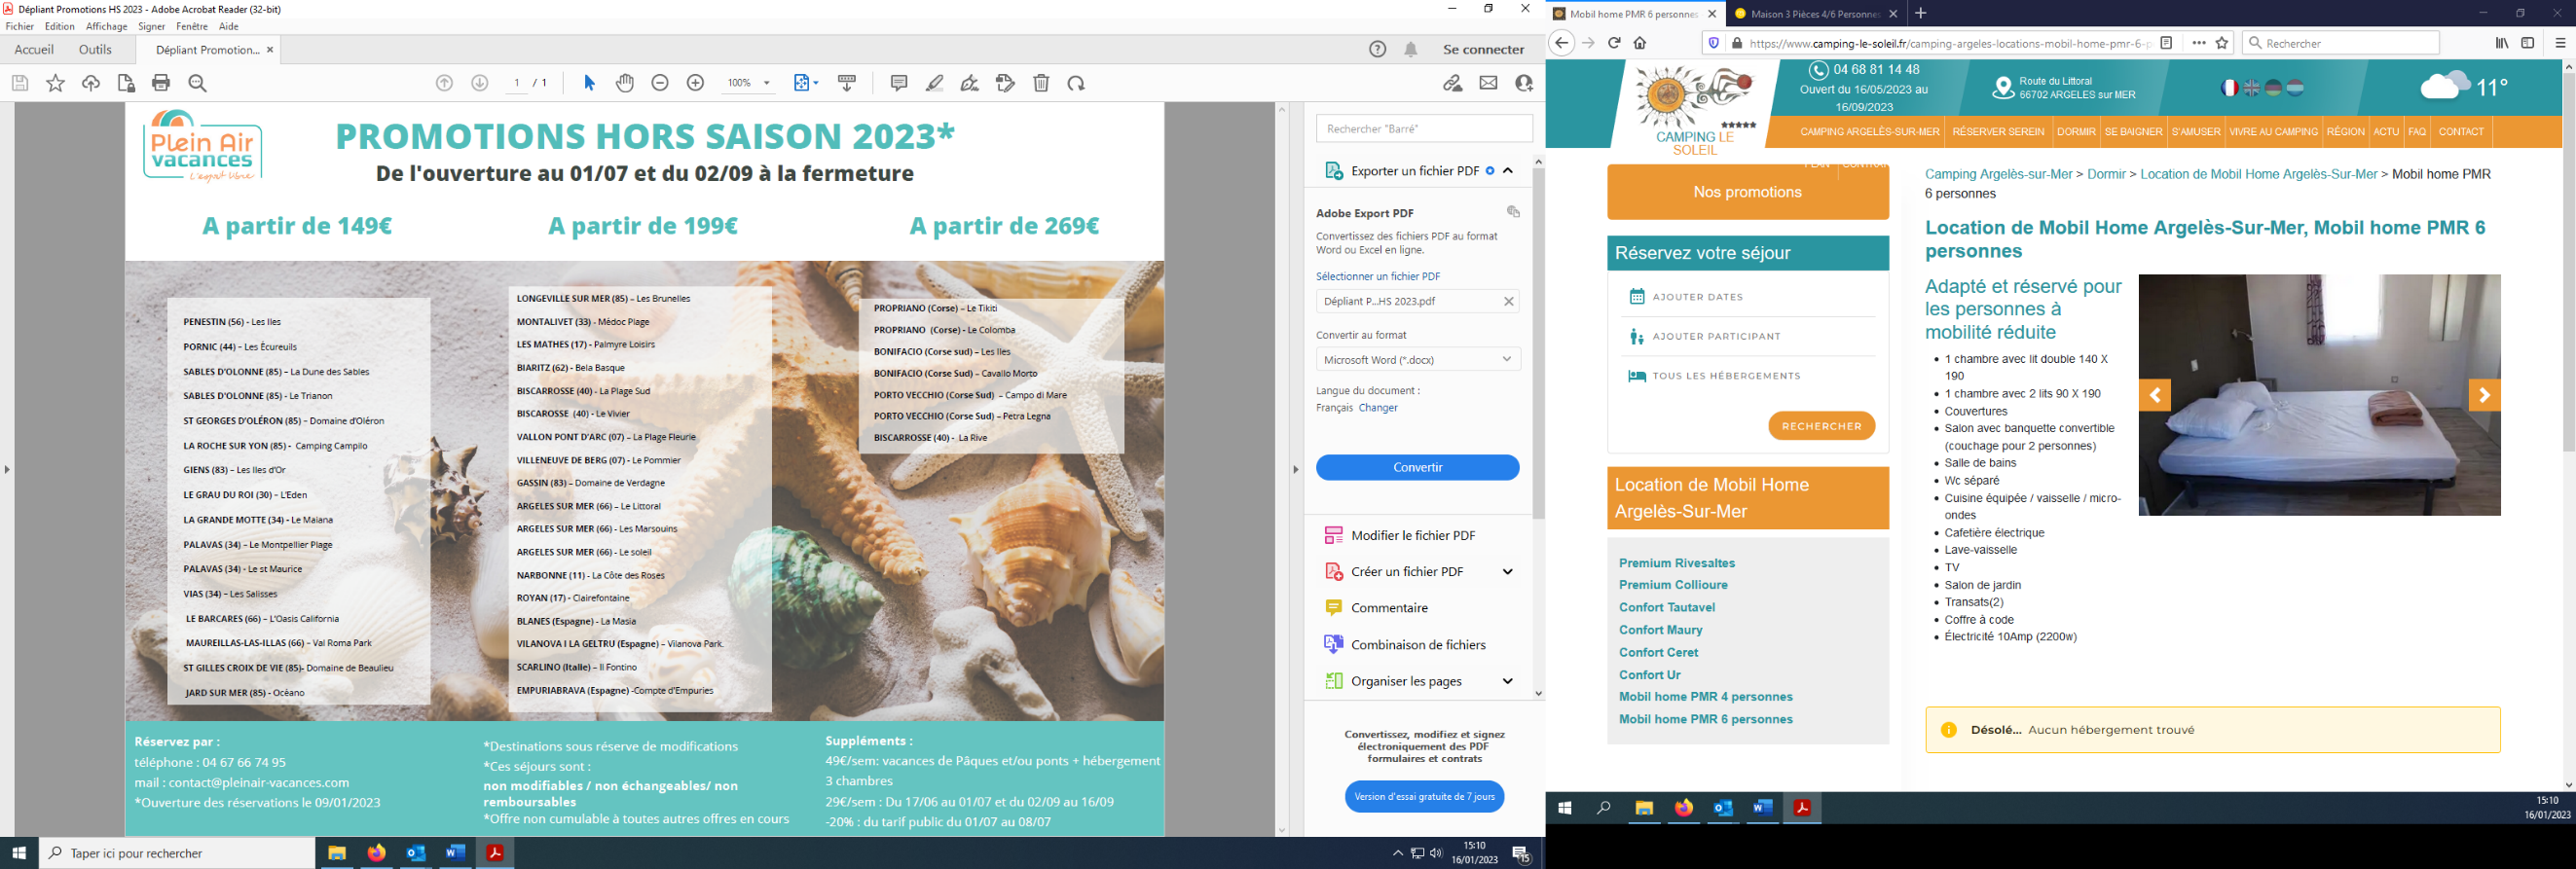 Dépliant Promotions HS 2023 - Adobe Acrobat Reader (32-bit)
Fichier Edition Affichage Signer Fenêtre Aide
Accueil Outils Dépliant Promotion... ×
Se connecter
1 / 1
100%
Plein Air
vacances
L'esprit libre
PROMOTIONS HORS SAISON 2023*
De l'ouverture au 01/07 et du 02/09 à la fermeture
A partir de 149€
PENESTIN (56) - Les Iles
PORNIC (44) – Les Écureuils
SABLES D'OLONNE (85) – La Dune des Sables
SABLES D'OLONNE (85) - Le Trianon
ST GEORGES D'OLÉRON (85) – Domaine d'Oléron
LA ROCHE SUR YON (85) - Camping Campilo
GIENS (83) – Les Iles d'Or
LE GRAU DU ROI (30) – L'Eden
LA GRANDE MOTTE (34) - Le Maiana
PALAVAS (34) – Le Montpellier Plage
PALAVAS (34) - Le st Maurice
VIAS (34) – Les Salisses
LE BARCARES (66) – L'Oasis California
MAUREILLAS-LAS-ILLAS (66) – Val Roma Park
ST GILLES CROIX DE VIE (85)- Domaine de Beaulieu
JARD SUR MER (85) - Océano
A partir de 199€
LONGEVILLE SUR MER (85) – Les Brunelles
MONTALIVET (33) - Médoc Plage
LES MATHES (17) - Palmyre Loisirs
BIARITZ (62) - Bela Basque
BISCARROSSE (40) - La Plage Sud
BISCAROSSE (40) - Le Vivier
VALLON PONT D'ARC (07) – La Plage Fleurie
VILLENEUVE DE BERG (07) - Le Pommier
GASSIN (83) – Domaine de Verdagne
ARGELES SUR MER (66) – Le Littoral
ARGELES SUR MER (66) - Les Marsouins
ARGELES SUR MER (66) - Le soleil
NARBONNE (11) - La Côte des Roses
ROYAN (17) - Clairefontaine
BLANES (Espagne) - La Masia
VILANOVA I LA GELTRU (Espagne) – Vilanova Park.
SCARLINO (Italie) – Il Fontino
EMPURIABRAVA (Espagne) -Compte d'Empuries
A partir de 269€
PROPRIANO (Corse) – Le Tikiti
PROPRIANO (Corse) - Le Colomba
BONIFACIO (Corse sud) – Les Iles
BONIFACIO (Corse Sud) – Cavallo Morto
PORTO VECCHIO (Corse Sud) – Campo di Mare
PORTO VECCHIO (Corse Sud) – Petra Legna
BISCARROSSE (40) - La Rive
Réservez par :
téléphone : 04 67 66 74 95
mail : contact@pleinair-vacances.com
*Ouverture des réservations le 09/01/2023
*Destinations sous réserve de modifications
*Ces séjours sont :
non modifiables / non échangeables/ non
remboursables
*Offre non cumulable à toutes autres offres en cours
Suppléments :
49€/sem: vacances de Pâques et/ou ponts + hébergement
3 chambres
29€/sem : Du 17/06 au 01/07 et du 02/09 au 16/09
-20% : du tarif public du 01/07 au 08/07
Rechercher "Barré"
Exporter un fichier PDF
Adobe Export PDF
Convertissez des fichiers PDF au format
Word ou Excel en ligne.
Sélectionner un fichier PDF
Dépliant P...HS 2023.pdf
Convertir au format
Microsoft Word (*.docx)
Langue du document :
Français Changer
Convertir
Modifier le fichier PDF
Créer un fichier PDF
Commentaire
Combinaison de fichiers
Organiser les pages
Convertissez, modifiez et signez
électroniquement des PDF
formulaires et contrats
Version d'essai gratuite de 7 jours
Taper ici pour rechercher
15:10
16/01/2023
15
Mobil home PMR 6 personnes
Maison 3 Pièces 4/6 Personnes
https://www.camping-le-soleil.fr/camping-argeles-locations-mobil-home-pmr-6-p
Rechercher
CAMPING LE
SOLEIL
04 68 81 14 48
Ouvert du 16/05/2023 au
16/09/2023
Route du Littoral
66702 ARGELES sur MER
11°
CAMPING ARGELÈS-SUR-MER RÉSERVER SEREIN DORMIR SE BAIGNER S'AMUSER VIVRE AU CAMPING RÉGION ACTU FAQ CONTACT
Nos promotions
Réservez votre séjour
AJOUTER DATES
AJOUTER PARTICIPANT
TOUS LES HÉBERGEMENTS
RECHERCHER
Location de Mobil Home
Argelès-Sur-Mer
Premium Rivesaltes
Premium Collioure
Confort Tautavel
Confort Maury
Confort Ceret
Confort Ur
Mobil home PMR 4 personnes
Mobil home PMR 6 personnes
Camping Argelès-sur-Mer > Dormir > Location de Mobil Home Argelès-Sur-Mer > Mobil home PMR
6 personnes
Location de Mobil Home Argelès-Sur-Mer, Mobil home PMR 6
personnes
Adapté et réservé pour
les personnes à
mobilité réduite
1 chambre avec lit double 140 X
190
1 chambre avec 2 lits 90 X 190
Couvertures
Salon avec banquette convertible
(couchage pour 2 personnes)
Salle de bains
Wc séparé
Cuisine équipée / vaisselle / micro-
ondes
Cafetière électrique
Lave-vaisselle
TV
Salon de jardin
Transats(2)
Coffre à code
Électricité 10Amp (2200w)
Désolé... Aucun hébergement trouvé
15:10
16/01/2023